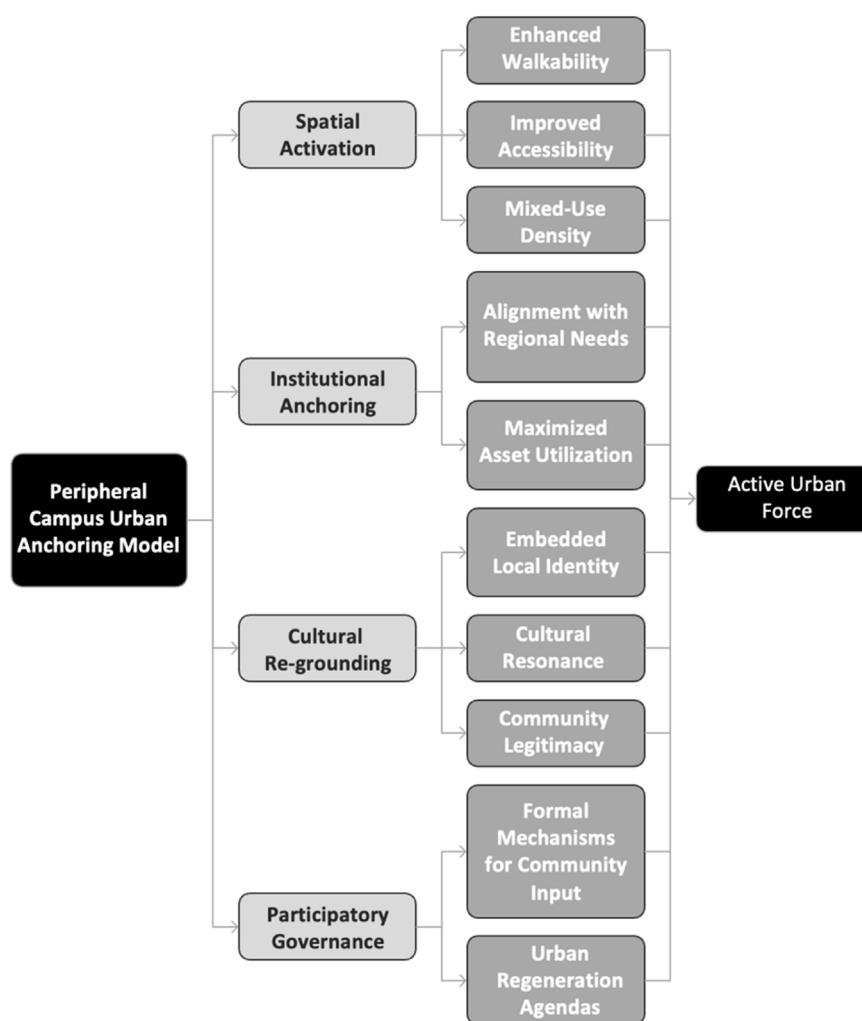 Peripheral
Campus Urban
Anchoring Model
Spatial
Activation
Enhanced
Walkability
Improved
Accessibility
Mixed-Use
Density
Institutional
Anchoring
Alignment with
Regional Needs
Maximized
Asset Utilization
Cultural
Re-grounding
Embedded
Local Identity
Cultural
Resonance
Community
Legitimacy
Participatory
Governance
Formal
Mechanisms
for Community
Input
Urban
Regeneration
Agendas
Active Urban
Force